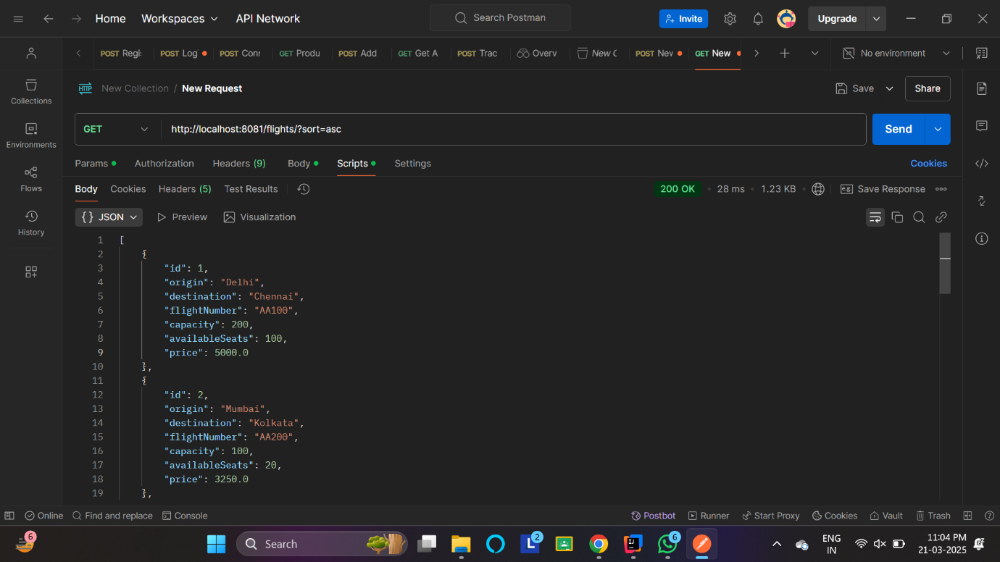 Home Workspaces API Network Search Postman Invite Upgrade
POST Regi: POST Log POST Conr GET Produ POST Add GET Get A POST Trac Overv New C POST Nev GET New No environment
HTTP New Collection / New Request Save Share
Collections
GET http://localhost:8081/flights/?sort=asc Send
Environments
Params Authorization Headers (9) Body Scripts Settings Cookies
Flows
Body Cookies Headers (5) Test Results 200 OK 28 ms 1.23 KB e.g. Save Response
{} JSON Preview Visualization
History
1 [
2 {
3 "id": 1,
4 "origin": "Delhi",
5 "destination": "Chennai",
6 "flightNumber": "AA100",
7 "capacity": 200,
8 "availableSeats": 100,
9 "price": 5000.0
10 },
11 {
12 "id": 2,
13 "origin": "Mumbai",
14 "destination": "Kolkata",
15 "flightNumber": "AA200",
16 "capacity": 100,
17 "availableSeats": 20,
18 "price": 3250.0
19 },
Online Find and replace Console Postbot Runner Start Proxy Cookies Vault Trash
6 Search L 2 IJ 6 ENG 11:04 PM
IN 21-03-2025